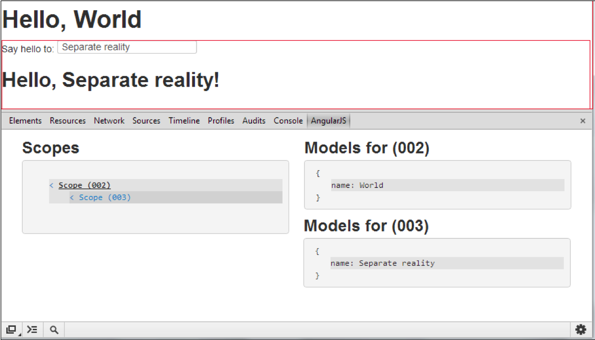 Hello, World
Say hello to: Separate reality
Hello, Separate reality!
Elements Resources Network Sources Timeline Profiles Audits Console AngularJS ×
Scopes
< Scope (002)
< Scope (003)
Models for (002)
{
name: World
}
Models for (003)
{
name: Separate reality
}